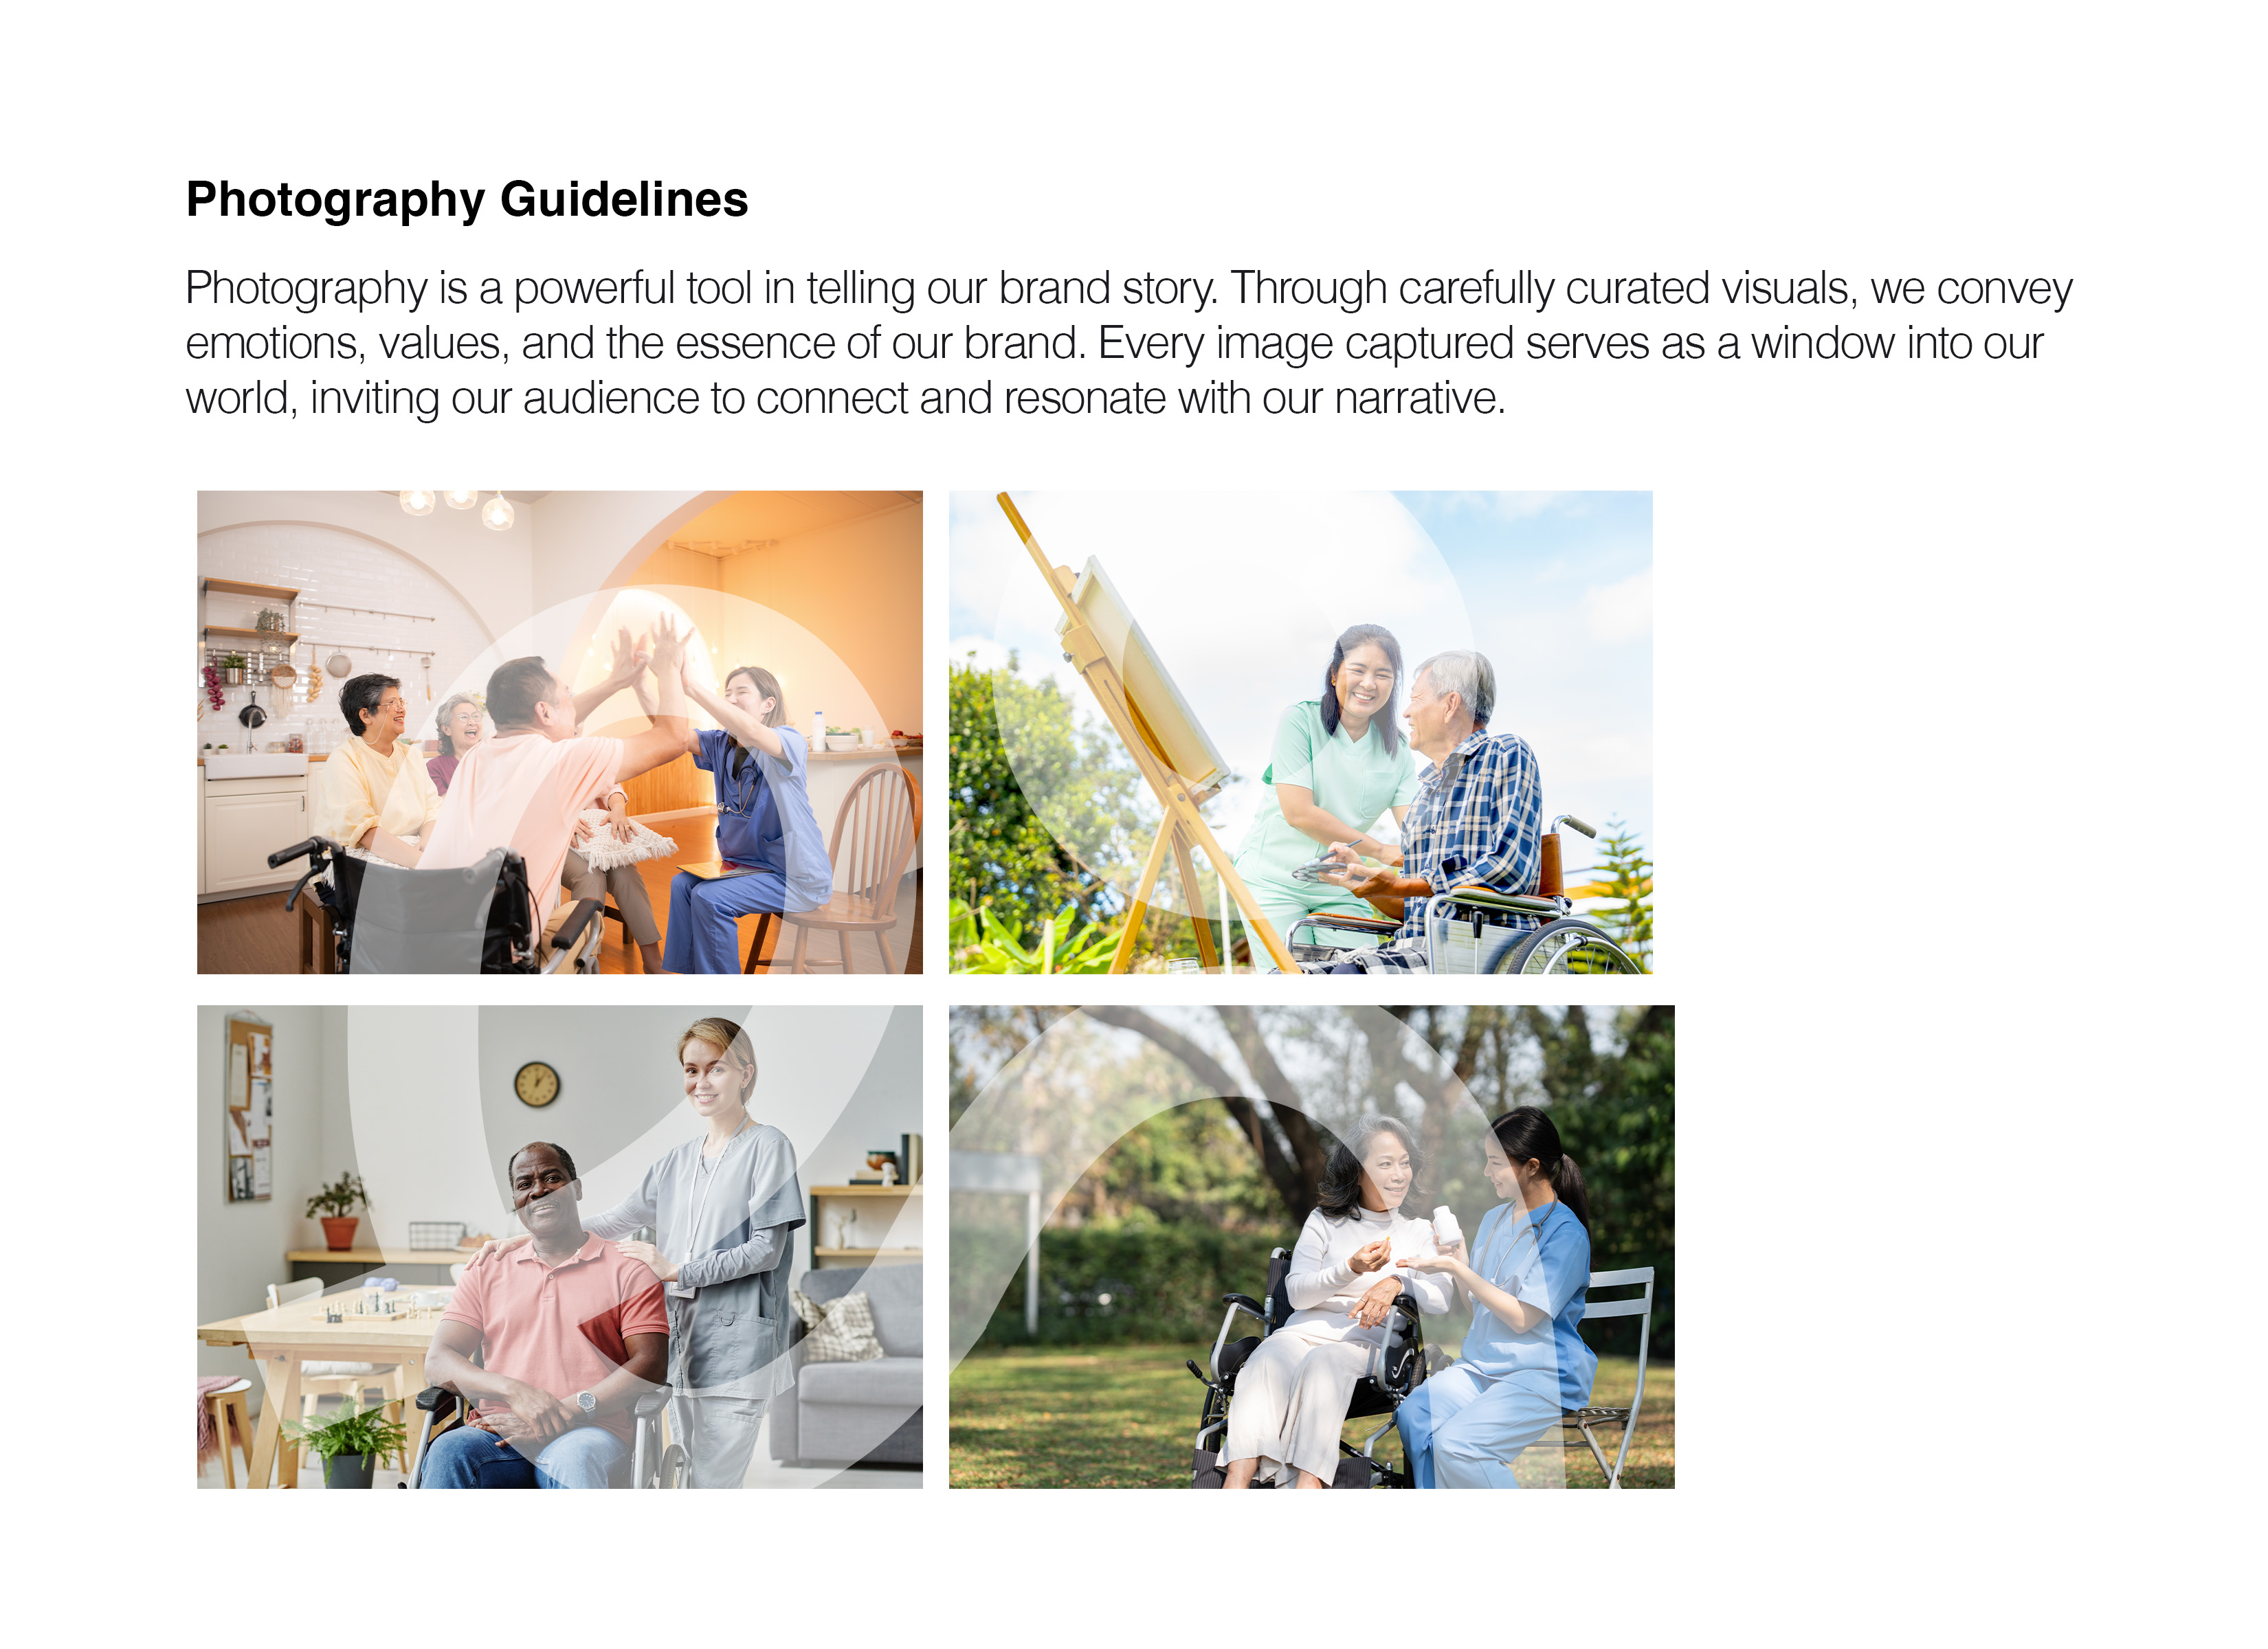 Photography Guidelines
Photography is a powerful tool in telling our brand story. Through carefully curated visuals, we convey
emotions, values, and the essence of our brand. Every image captured serves as a window into our
world, inviting our audience to connect and resonate with our narrative.